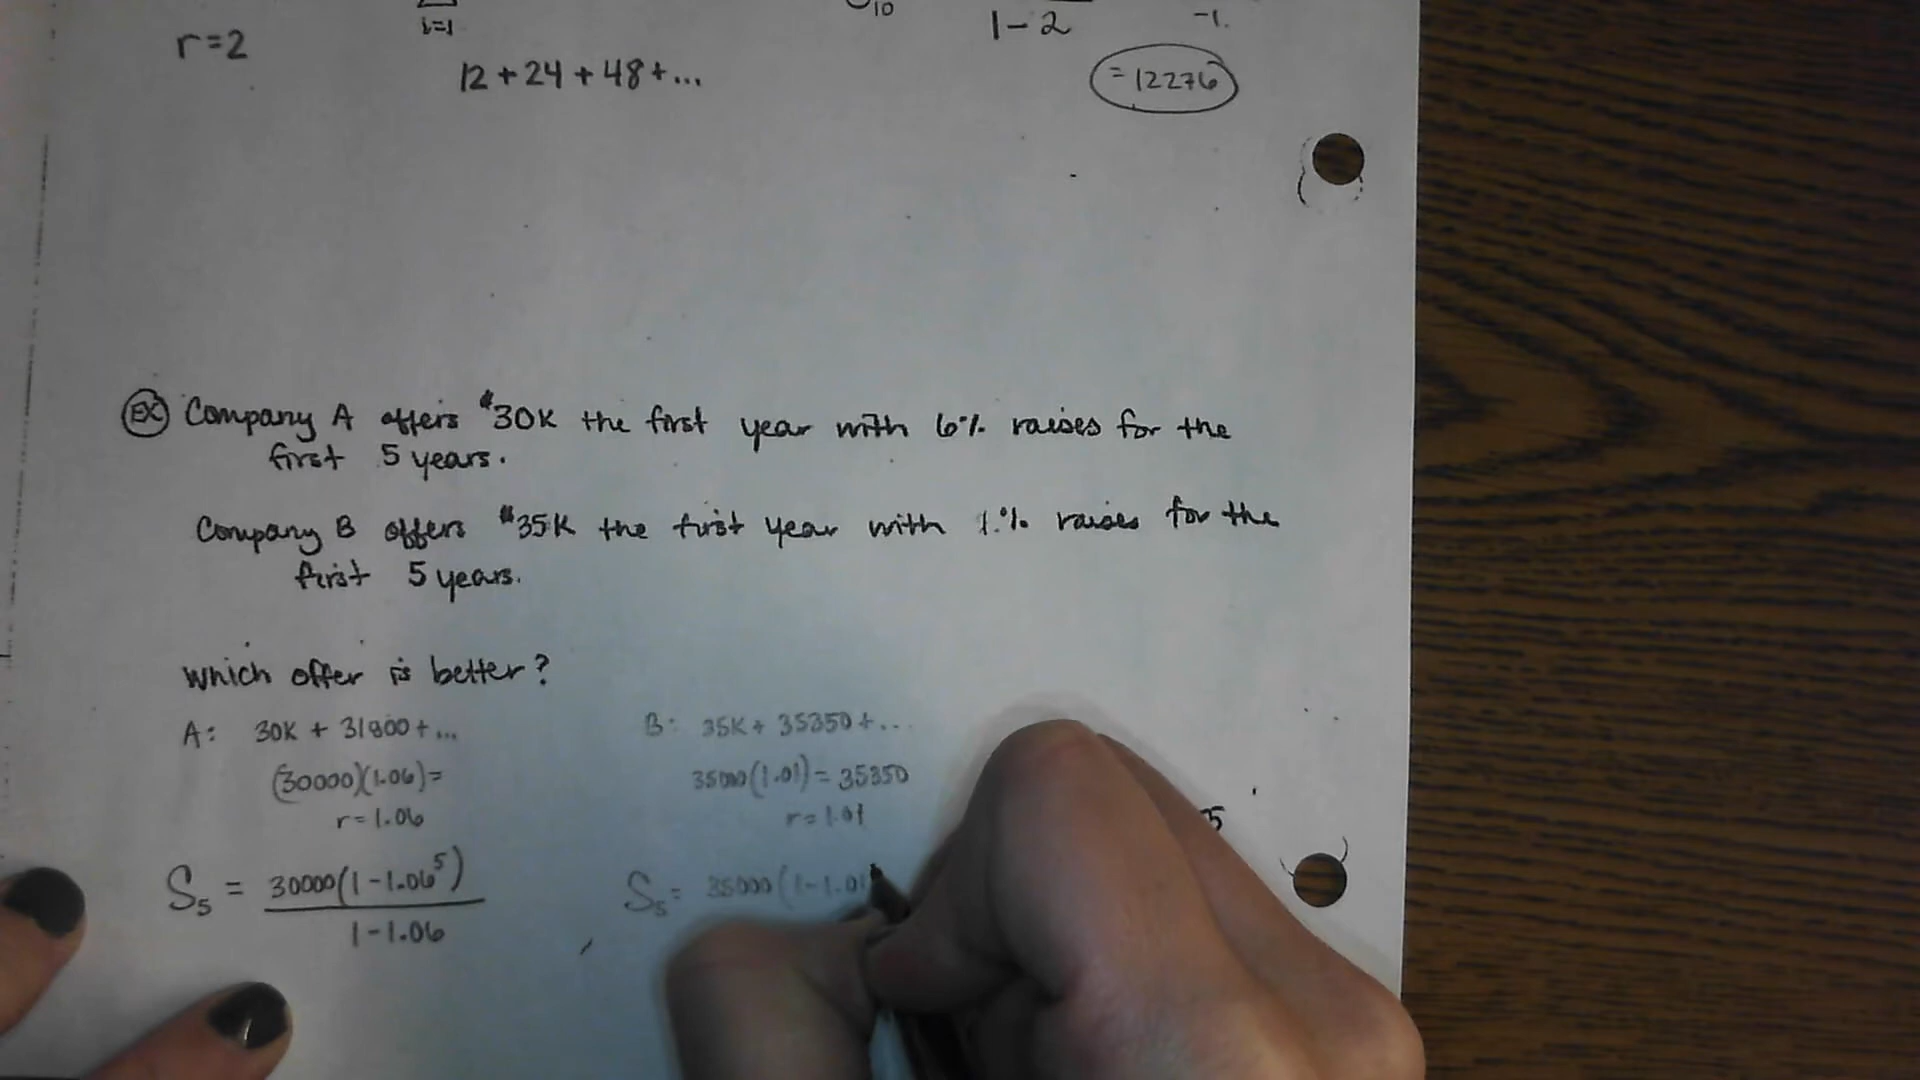 i=1
10
1-2
-1.
r=2
12+24+48+...
=12276
EX Company A offers $30K the first year with 6% raises for the
first 5 years.
Company B offers $35K the first year with 1% raises for the
first 5 years.
which offer is better?
A: 30K + 31800+...
B: 35K + 35350+...
(30000)(1.06)=
35000(1.01)=35350
r=1.06
r=1.01
5
S₅ = 30000(1-1.06⁵)
1-1.06
S₅= 35000(1-1.01